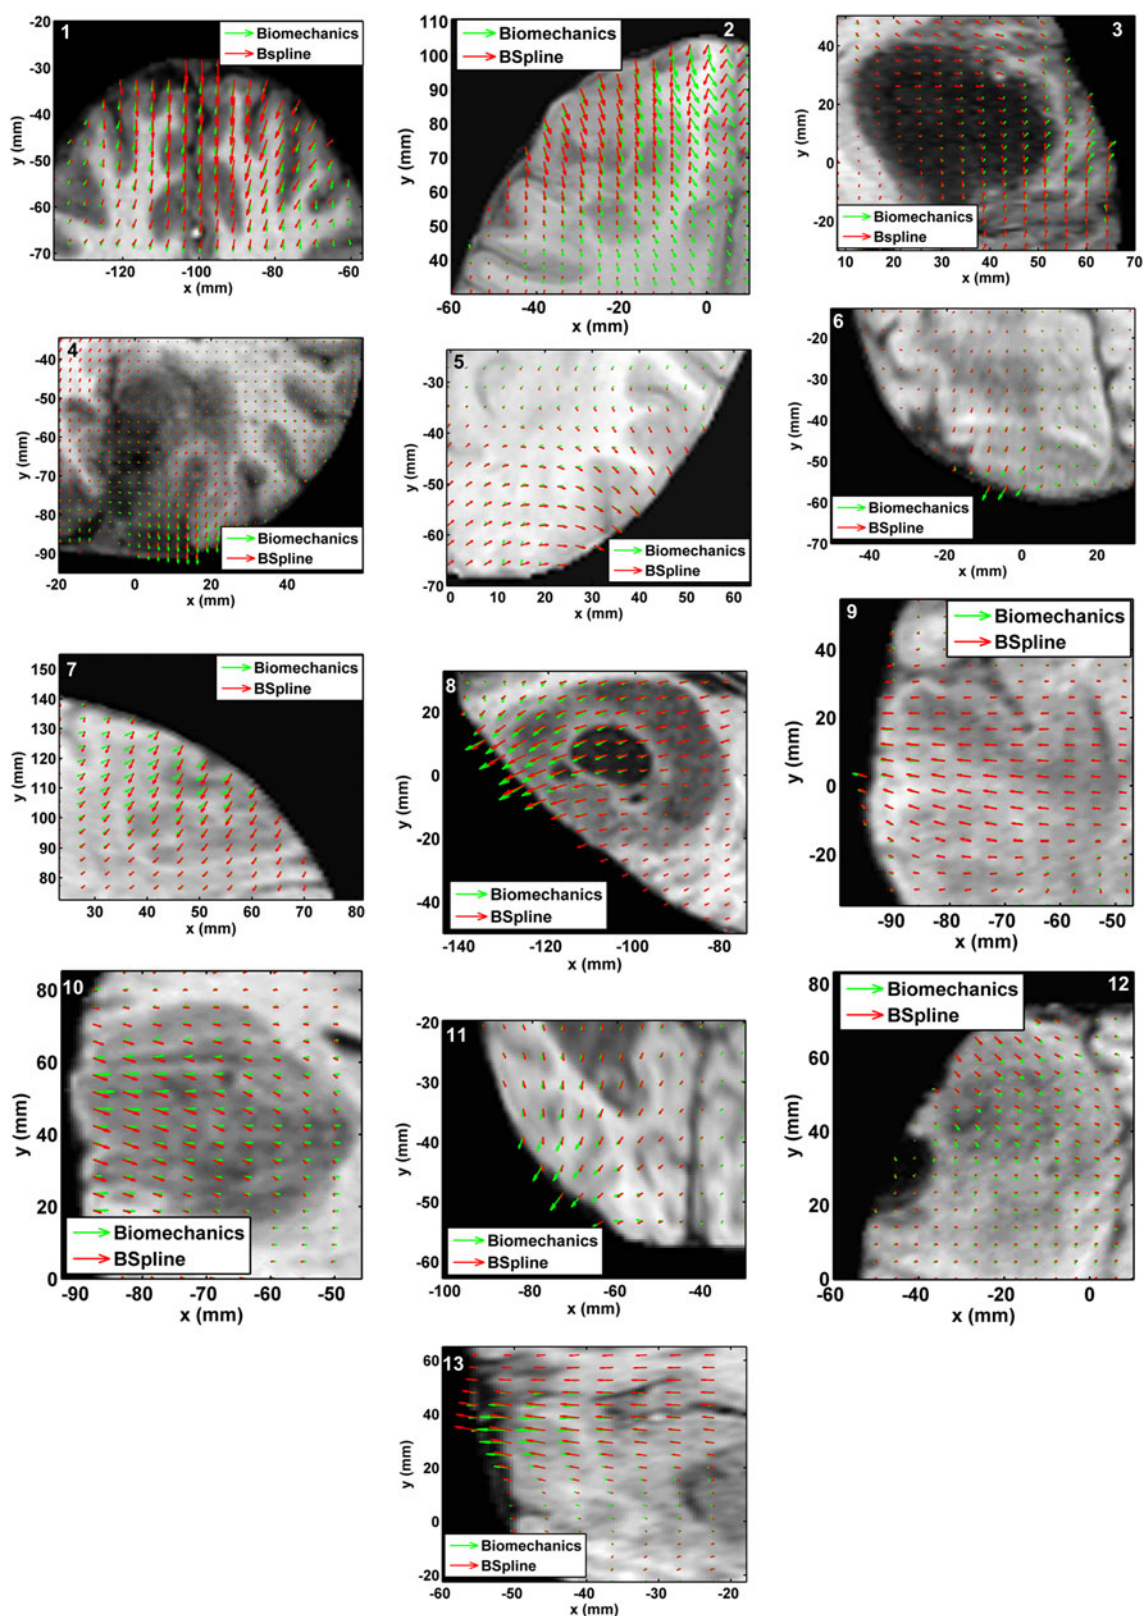 1
Biomechanics
Bspline
-20
-30
-40
-50
-60
-70
-120
-100
-80
-60
x (mm)
y (mm)
2
Biomechanics
BSpline
110
100
90
80
70
60
50
40
30
-60
-40
-20
0
x (mm)
y (mm)
3
Biomechanics
Bspline
40
20
0
-20
10
20
30
40
50
60
70
x (mm)
y (mm)
4
Biomechanics
BSpline
-40
-50
-60
-70
-80
-90
-20
0
20
40
x (mm)
y (mm)
5
Biomechanics
BSpline
-30
-40
-50
-60
-70
0
10
20
30
40
50
60
x (mm)
y (mm)
6
Biomechanics
BSpline
-20
-30
-40
-50
-60
-70
-40
-20
0
20
x (mm)
y (mm)
7
Biomechanics
BSpline
150
140
130
120
110
100
90
80
30
40
50
60
70
80
x (mm)
y (mm)
8
Biomechanics
BSpline
20
0
-20
-40
-50
-140
-120
-100
-80
x (mm)
y (mm)
9
Biomechanics
BSpline
40
20
0
-20
-90
-80
-70
-60
-50
x (mm)
y (mm)
10
Biomechanics
BSpline
80
60
40
20
0
-90
-80
-70
-60
-50
x (mm)
y (mm)
11
Biomechanics
BSpline
-20
-30
-40
-50
-60
-100
-80
-60
-40
x (mm)
y (mm)
12
Biomechanics
BSpline
80
60
40
20
0
-60
-40
-20
0
x (mm)
y (mm)
13
Biomechanics
BSpline
60
40
20
0
-20
-60
-50
-40
-30
-20
x (mm)
y (mm)